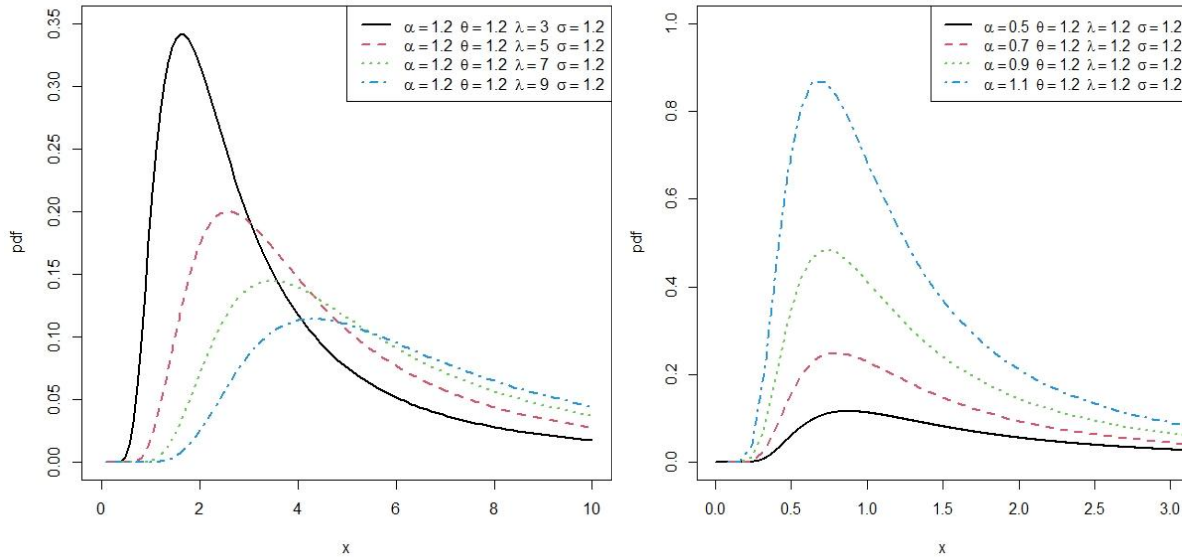 α = 1.2 θ = 1.2 λ = 3 σ = 1.2
α = 1.2 θ = 1.2 λ = 5 σ = 1.2
α = 1.2 θ = 1.2 λ = 7 σ = 1.2
α = 1.2 θ = 1.2 λ = 9 σ = 1.2
pdf
0.35
0.30
0.25
0.20
0.15
0.10
0.05
0.00
0 2 4 6 8 10
x
α = 0.5 θ = 1.2 λ = 1.2 σ = 1.2
α = 0.7 θ = 1.2 λ = 1.2 σ = 1.2
α = 0.9 θ = 1.2 λ = 1.2 σ = 1.2
α = 1.1 θ = 1.2 λ = 1.2 σ = 1.2
pdf
1.0
0.8
0.6
0.4
0.2
0.0
0.0 0.5 1.0 1.5 2.0 2.5 3.0
x